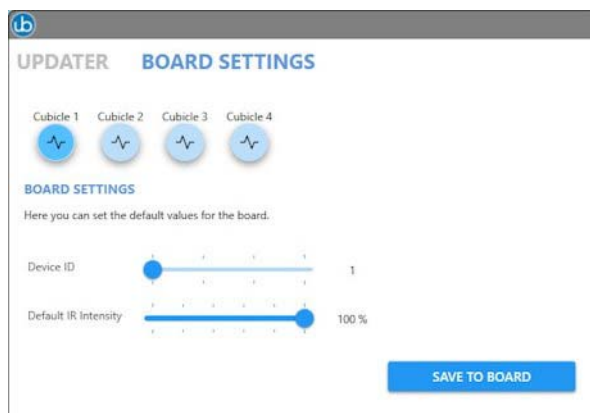 ub
UPDATER BOARD SETTINGS
Cubicle 1 Cubicle 2 Cubicle 3 Cubicle 4
BOARD SETTINGS
Here you can set the default values for the board.
Device ID 1
Default IR Intensity 100 %
SAVE TO BOARD